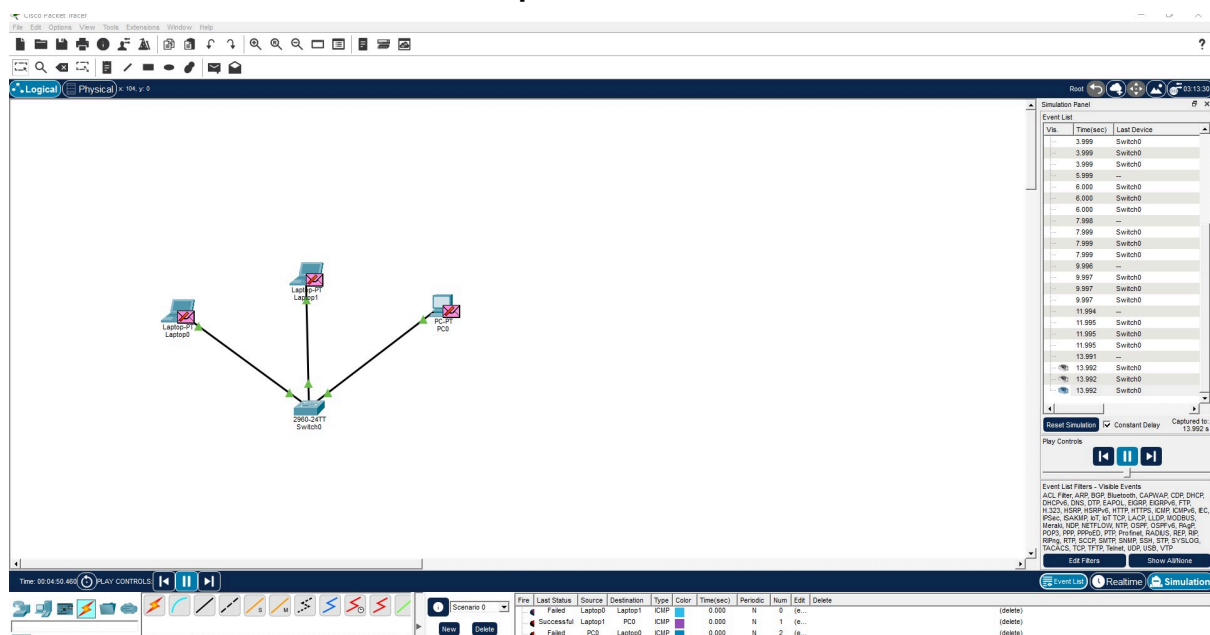 Cisco Packet Tracer
File Edit Options View Tools Extensions Window Help
?
Logical Physical x: 104, y: 0
Root 03:13:30
Simulation Panel
Event List
Vis. Time(sec) Last Device
3.999 Switch0
3.999 Switch0
3.999 Switch0
5.999 --
6.000 Switch0
6.000 Switch0
6.000 Switch0
7.998 --
7.999 Switch0
7.999 Switch0
7.999 Switch0
9.996 --
9.997 Switch0
9.997 Switch0
9.997 Switch0
11.994 --
11.995 Switch0
11.995 Switch0
11.995 Switch0
13.991 --
13.992 Switch0
13.992 Switch0
13.992 Switch0
Laptop-PT
Laptop1
Laptop-PT
Laptop0
PC-PT
PC0
2960-24TT
Switch0
Reset Simulation Constant Delay Captured to:
13.992 s
Play Controls
Event List Filters - Visible Events
ACL Filter, ARP, BGP, Bluetooth, CAPWAP, CDP, DHCP,
DHCPv6, DNS, DTP, EAPOL, EIGRP, EIGRPv6, FTP,
H.323, HSRP, HSRPv6, HTTP, HTTPS, ICMP, ICMPv6, IEC,
IPSec, ISAKMP, IoT, IoT TCP, LACP, LLDP, MODBUS,
Meraki, NDP, NETFLOW, NTP, OSPF, OSPFv6, PAgP,
POP3, PPP, PPPoED, PTP, Profinet, RADIUS, REP, RIP,
RIPng, RTP, SCCP, SMTP, SNMP, SSH, STP, SYSLOG,
TACACS, TCP, TFTP, Telnet, UDP, USB, VTP
Edit Filters Show All/None
Time: 00:04:50.460 PLAY CONTROLS:
Event List Realtime Simulation
Scenario 0
New Delete
Fire Last Status Source Destination Type Color Time(sec) Periodic Num Edit Delete
Failed Laptop0 Laptop1 ICMP 0.000 N 0 (e... (delete)
Successful Laptop1 PC0 ICMP 0.000 N 1 (e... (delete)
Failed PC0 Laptop0 ICMP 0.000 N 2 (e... (delete)